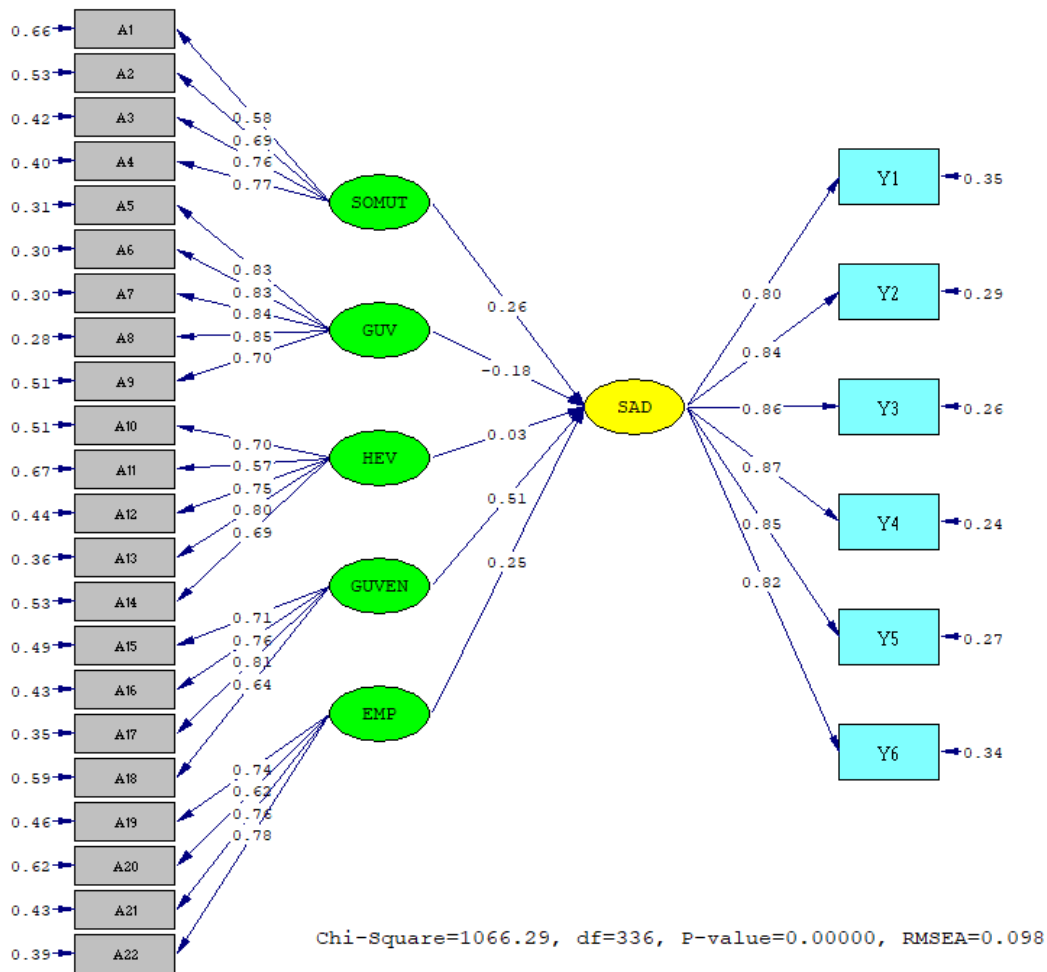 0.66 A1
0.53 A2
0.42 A3
0.40 A4
0.31 A5
0.30 A6
0.30 A7
0.28 A8
0.51 A9
0.51 A10
0.67 A11
0.44 A12
0.36 A13
0.53 A14
0.49 A15
0.43 A16
0.35 A17
0.59 A18
0.46 A19
0.62 A20
0.43 A21
0.39 A22
0.58
0.69
0.76
0.77
0.83
0.83
0.84
0.85
0.70
0.70
0.57
0.75
0.80
0.69
0.71
0.76
0.81
0.64
0.74
0.62
0.76
0.78
SOMUT
GUV
HEV
GUVEN
EMP
0.26
-0.18
0.03
0.51
0.25
SAD
0.80
0.84
0.86
0.87
0.85
0.82
Y1 0.35
Y2 0.29
Y3 0.26
Y4 0.24
Y5 0.27
Y6 0.34
Chi-Square=1066.29, df=336, P-value=0.00000, RMSEA=0.098